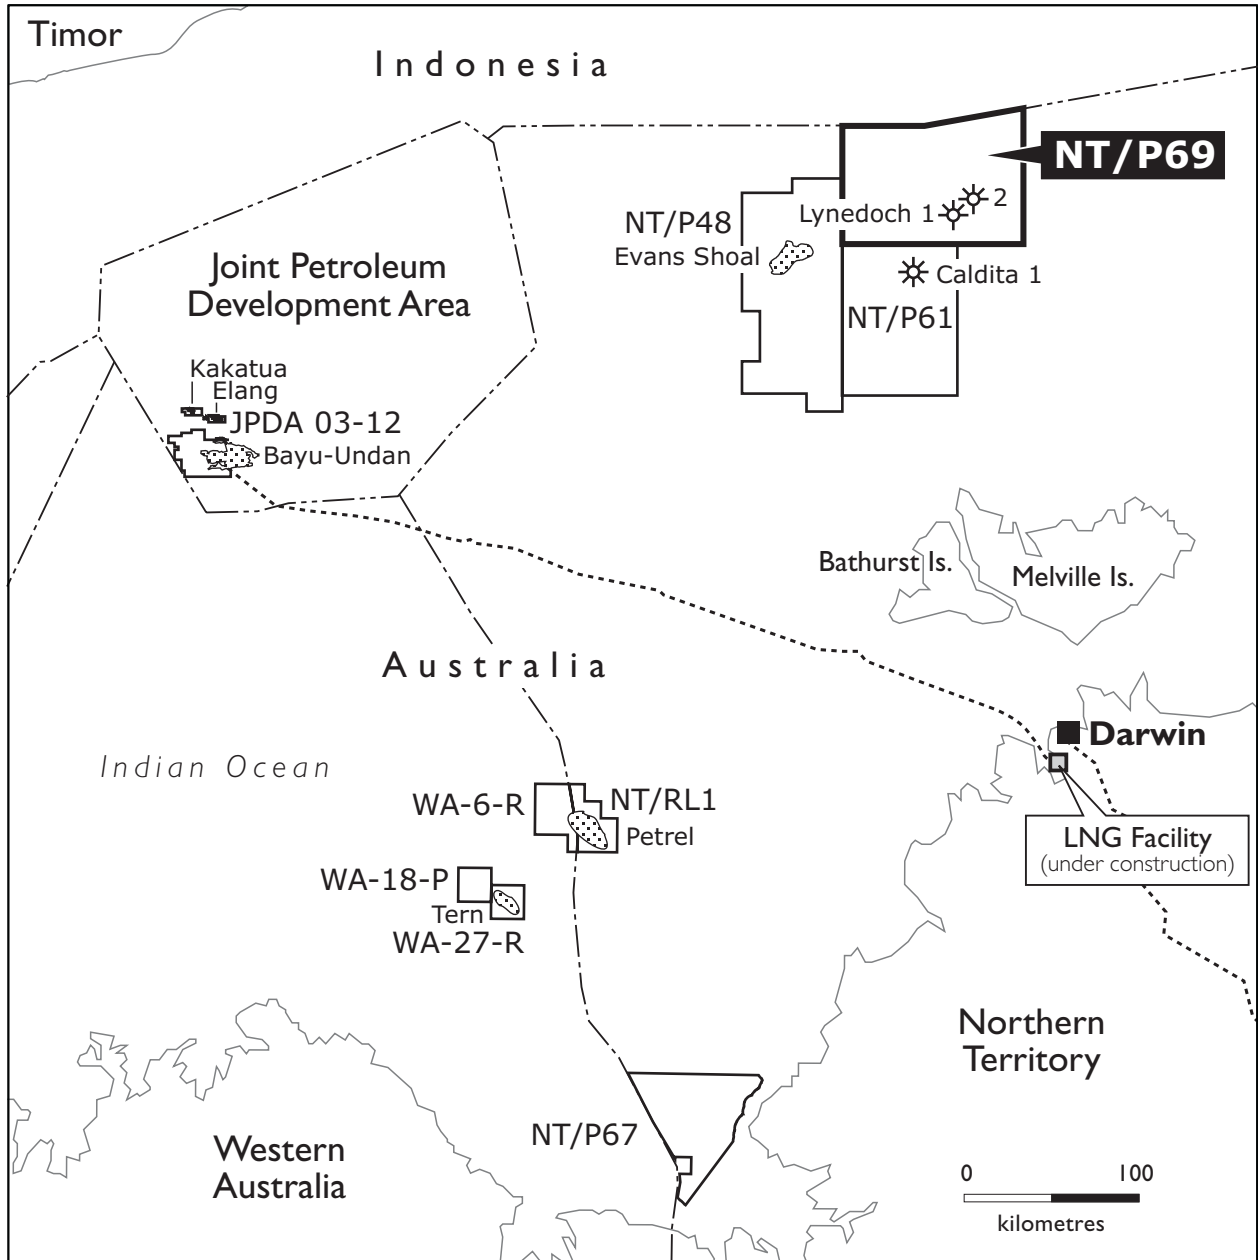 Timor
Indonesia
NT/P69
Lynedoch 1
2
NT/P48
Evans Shoal
Caldita 1
NT/P61
Joint Petroleum
Development Area
Kakatua
Elang
JPDA 03-12
Bayu-Undan
Bathurst Is.
Melville Is.
Australia
Darwin
Indian Ocean
LNG Facility
(under construction)
WA-6-R
NT/RL1
Petrel
WA-18-P
Tern
WA-27-R
Northern
Territory
NT/P67
Western
Australia
0 100
kilometres